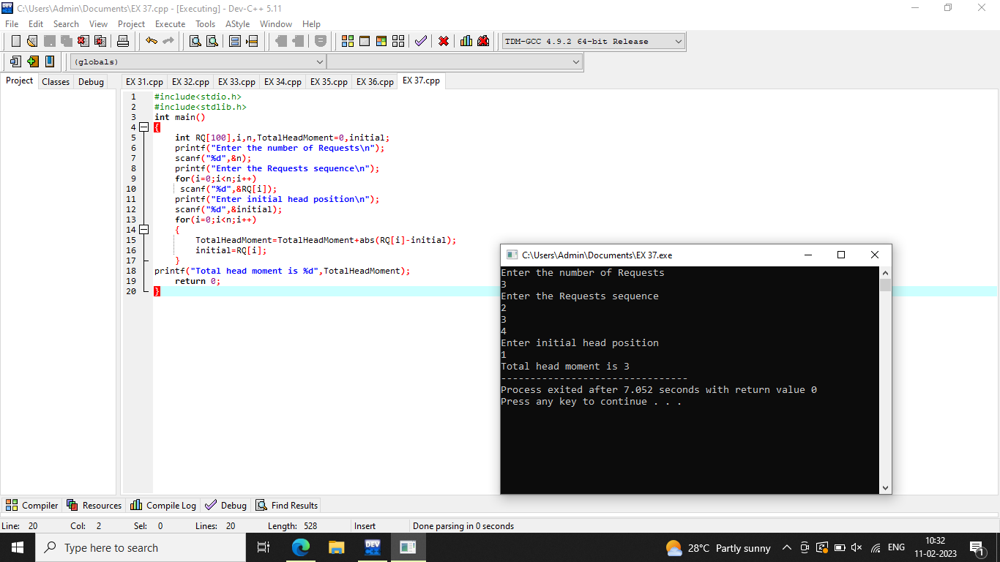 C:\Users\Admin\Documents\EX 37.cpp - [Executing] - Dev-C++ 5.11
File Edit Search View Project Execute Tools AStyle Window Help
TDM-GCC 4.9.2 64-bit Release
(globals)
Project Classes Debug
EX 31.cpp EX 32.cpp EX 33.cpp EX 34.cpp EX 35.cpp EX 36.cpp EX 37.cpp
1 #include<stdio.h>
2 #include<stdlib.h>
3 int main()
4 {
5 int RQ[100],i,n,TotalHeadMoment=0,initial;
6 printf("Enter the number of Requests\n");
7 scanf("%d",&n);
8 printf("Enter the Requests sequence\n");
9 for(i=0;i<n;i++)
10 scanf("%d",&RQ[i]);
11 printf("Enter initial head position\n");
12 scanf("%d",&initial);
13 for(i=0;i<n;i++)
14 {
15 TotalHeadMoment=TotalHeadMoment+abs(RQ[i]-initial);
16 initial=RQ[i];
17 }
18 printf("Total head moment is %d",TotalHeadMoment);
19 return 0;
20 }
C:\Users\Admin\Documents\EX 37.exe
Enter the number of Requests
3
Enter the Requests sequence
2
3
4
Enter initial head position
1
Total head moment is 3
--------------------------------
Process exited after 7.052 seconds with return value 0
Press any key to continue . . .
Compiler Resources Compile Log Debug Find Results
Line: 20 Col: 2 Sel: 0 Lines: 20 Length: 528 Insert Done parsing in 0 seconds
Type here to search
DEV
28°C Partly sunny
ENG
10:32
11-02-2023
1